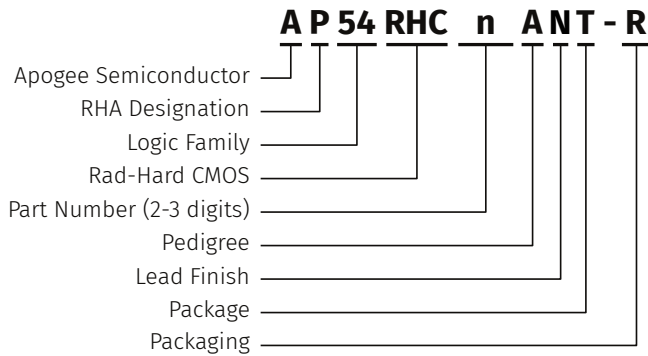 A P 54 RHC n A N T - R
Apogee Semiconductor
RHA Designation
Logic Family
Rad-Hard CMOS
Part Number (2-3 digits)
Pedigree
Lead Finish
Package
Packaging